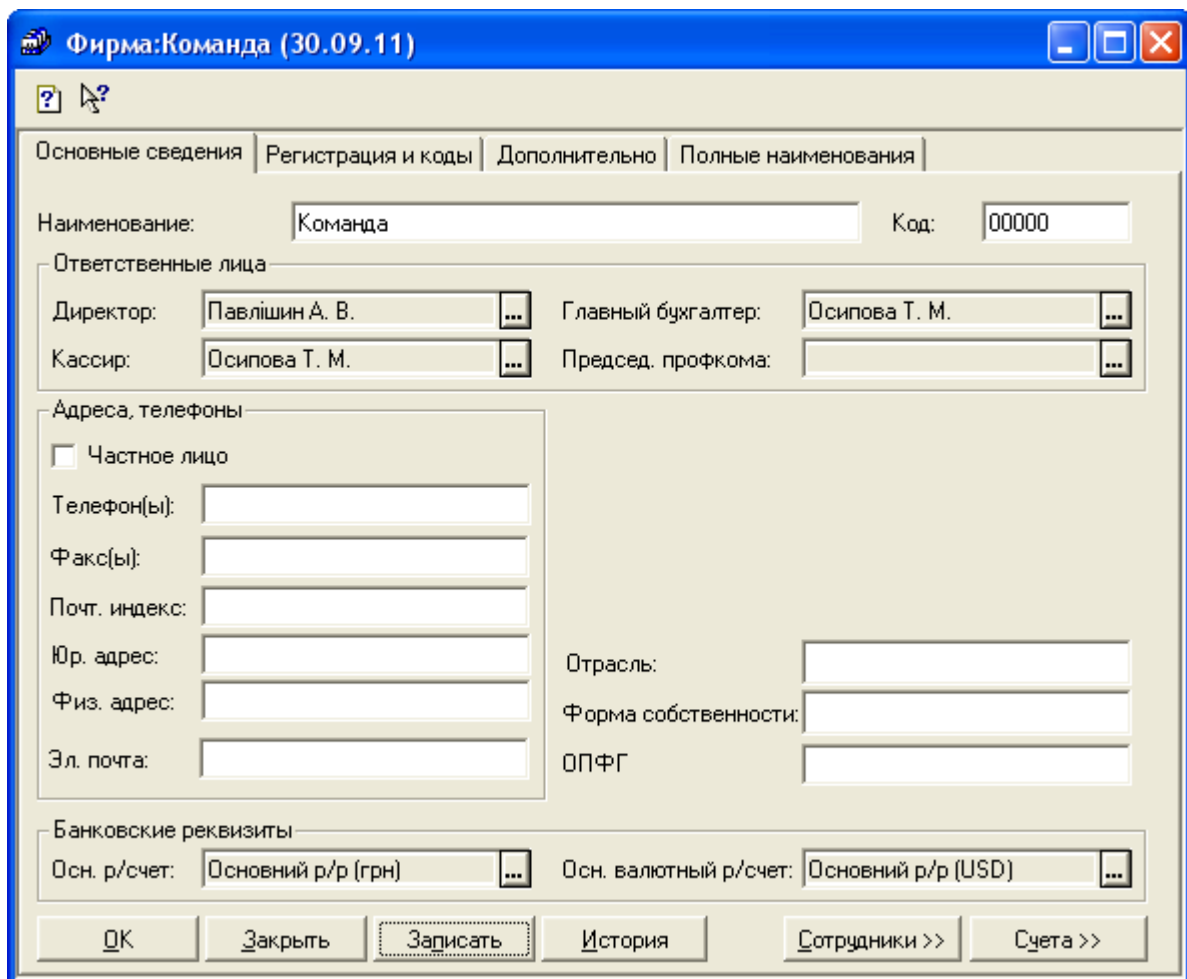 Фирма:Команда (30.09.11)
Основные сведения Регистрация и коды Дополнительно Полные наименования
Наименование: Команда Код: 00000
Ответственные лица
Директор: Павлішин А. В. ... Главный бухгалтер: Осипова Т. М. ...
Кассир: Осипова Т. М. ... Председ. профкома: ...
Адреса, телефоны
Частное лицо
Телефон(ы):
Факс(ы):
Почт. индекс:
Юр. адрес: Отрасль:
Физ. адрес: Форма собственности:
Эл. почта: ОПФГ
Банковские реквизиты
Осн. р/счет: Основний р/р (грн) ... Осн. валютный р/счет: Основний р/р (USD) ...
OK Закрыть Записать История Сотрудники >> Счета >>